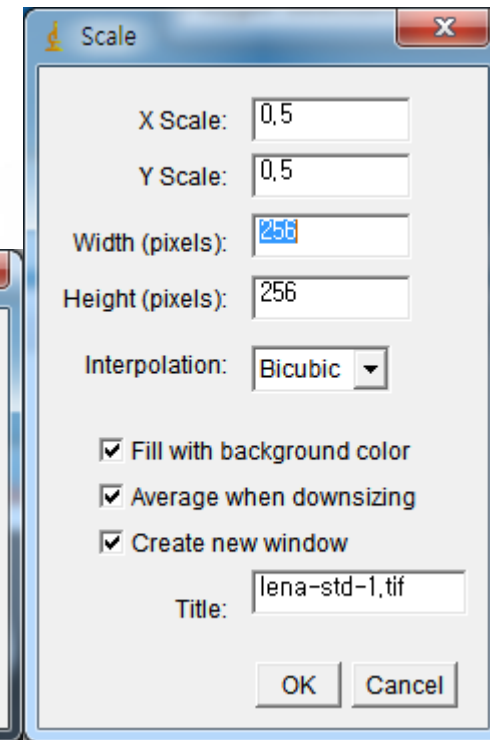 Scale
X Scale: 0,5
Y Scale: 0,5
Width (pixels): 256
Height (pixels): 256
Interpolation: Bicubic
Fill with background color
Average when downsizing
Create new window
Title: lena-std-1,tif
OK Cancel